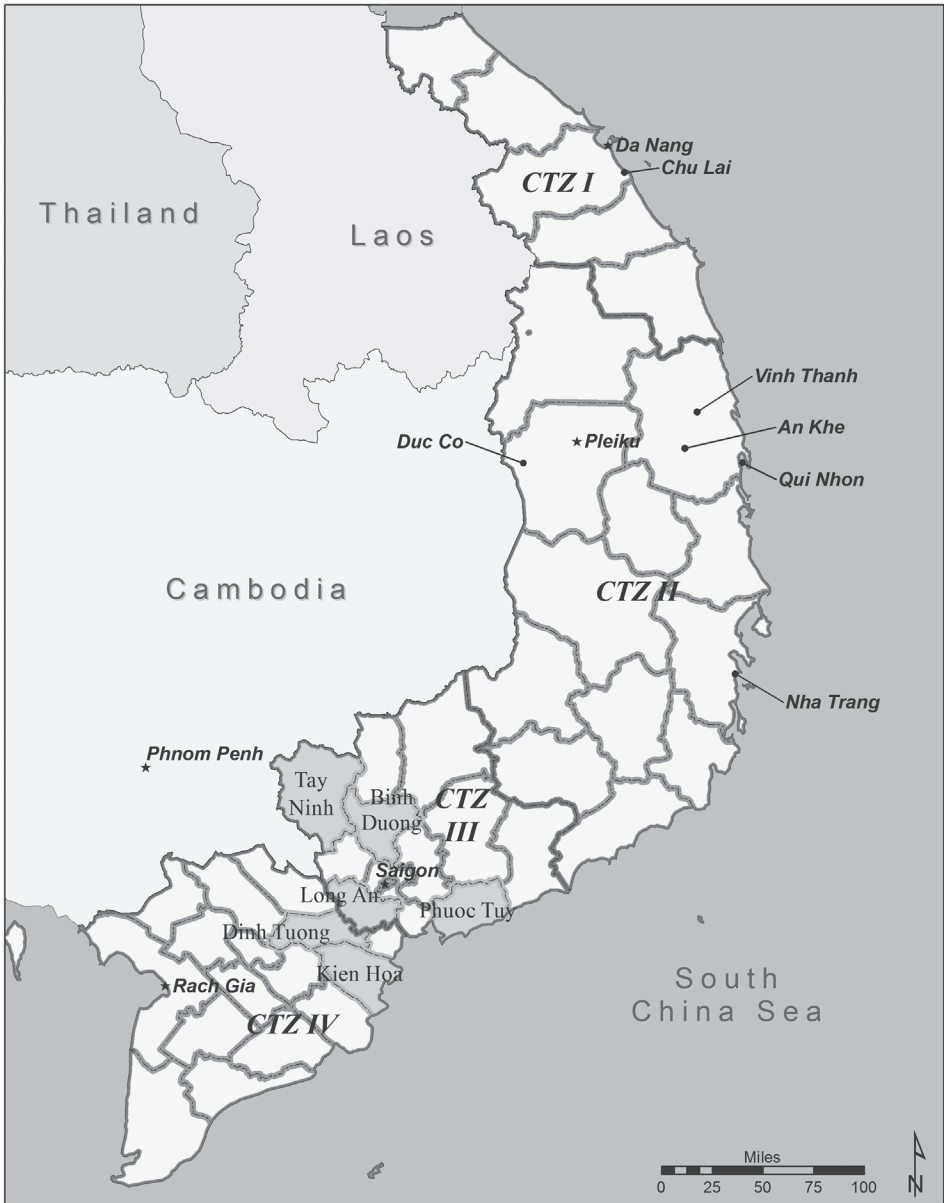 Da Nang
Chu Lai
CTZ I
Thailand
Laos
Vinh Thanh
An Khe
Duc Co
Pleiku
Qui Nhon
Cambodia
CTZ II
Nha Trang
Phnom Penh
Tay
Ninh
Binh
Duong
CTZ
III
Saigon
Long An
Phuoc Tuy
Dinh Tuong
Kien Hoa
Rach Gia
CTZ IV
South
China Sea
Miles
0 25 50 75 100
N